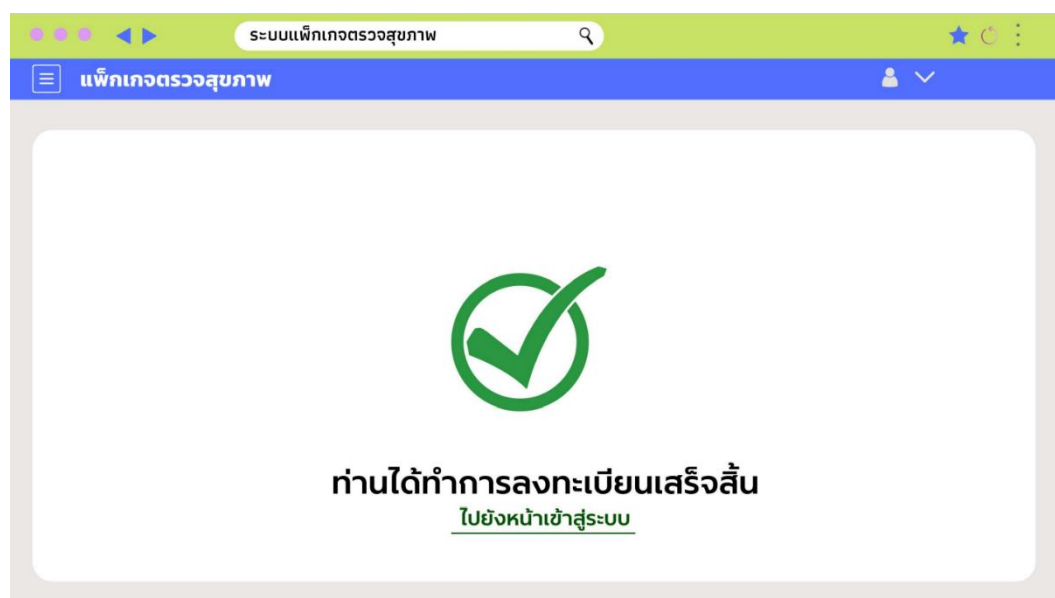 ระบบแพ็กเกจตรวจสุขภาพ
แพ็กเกจตรวจสุขภาพ
ท่านได้ทำการลงทะเบียนเสร็จสิ้น
ไปยังหน้าเข้าสู่ระบบ